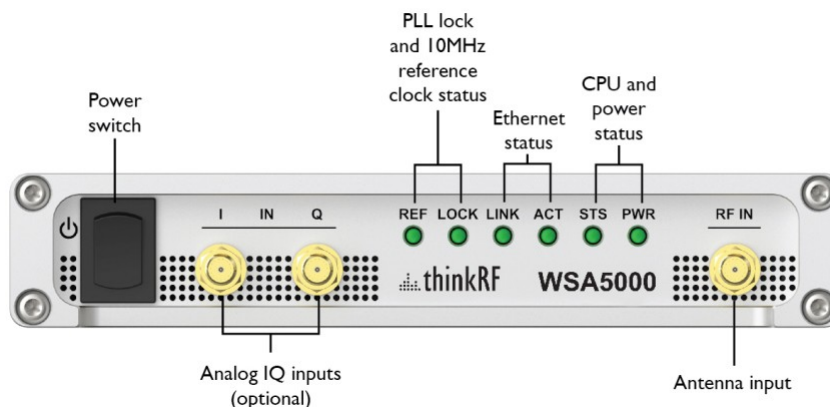 PLL lock
and 10MHz
reference
clock status
Power
switch
Ethernet
status
CPU and
power
status
I IN Q
REF LOCK LINK ACT STS PWR
RF IN
thinkRF WSA5000
Analog IQ inputs
(optional)
Antenna input